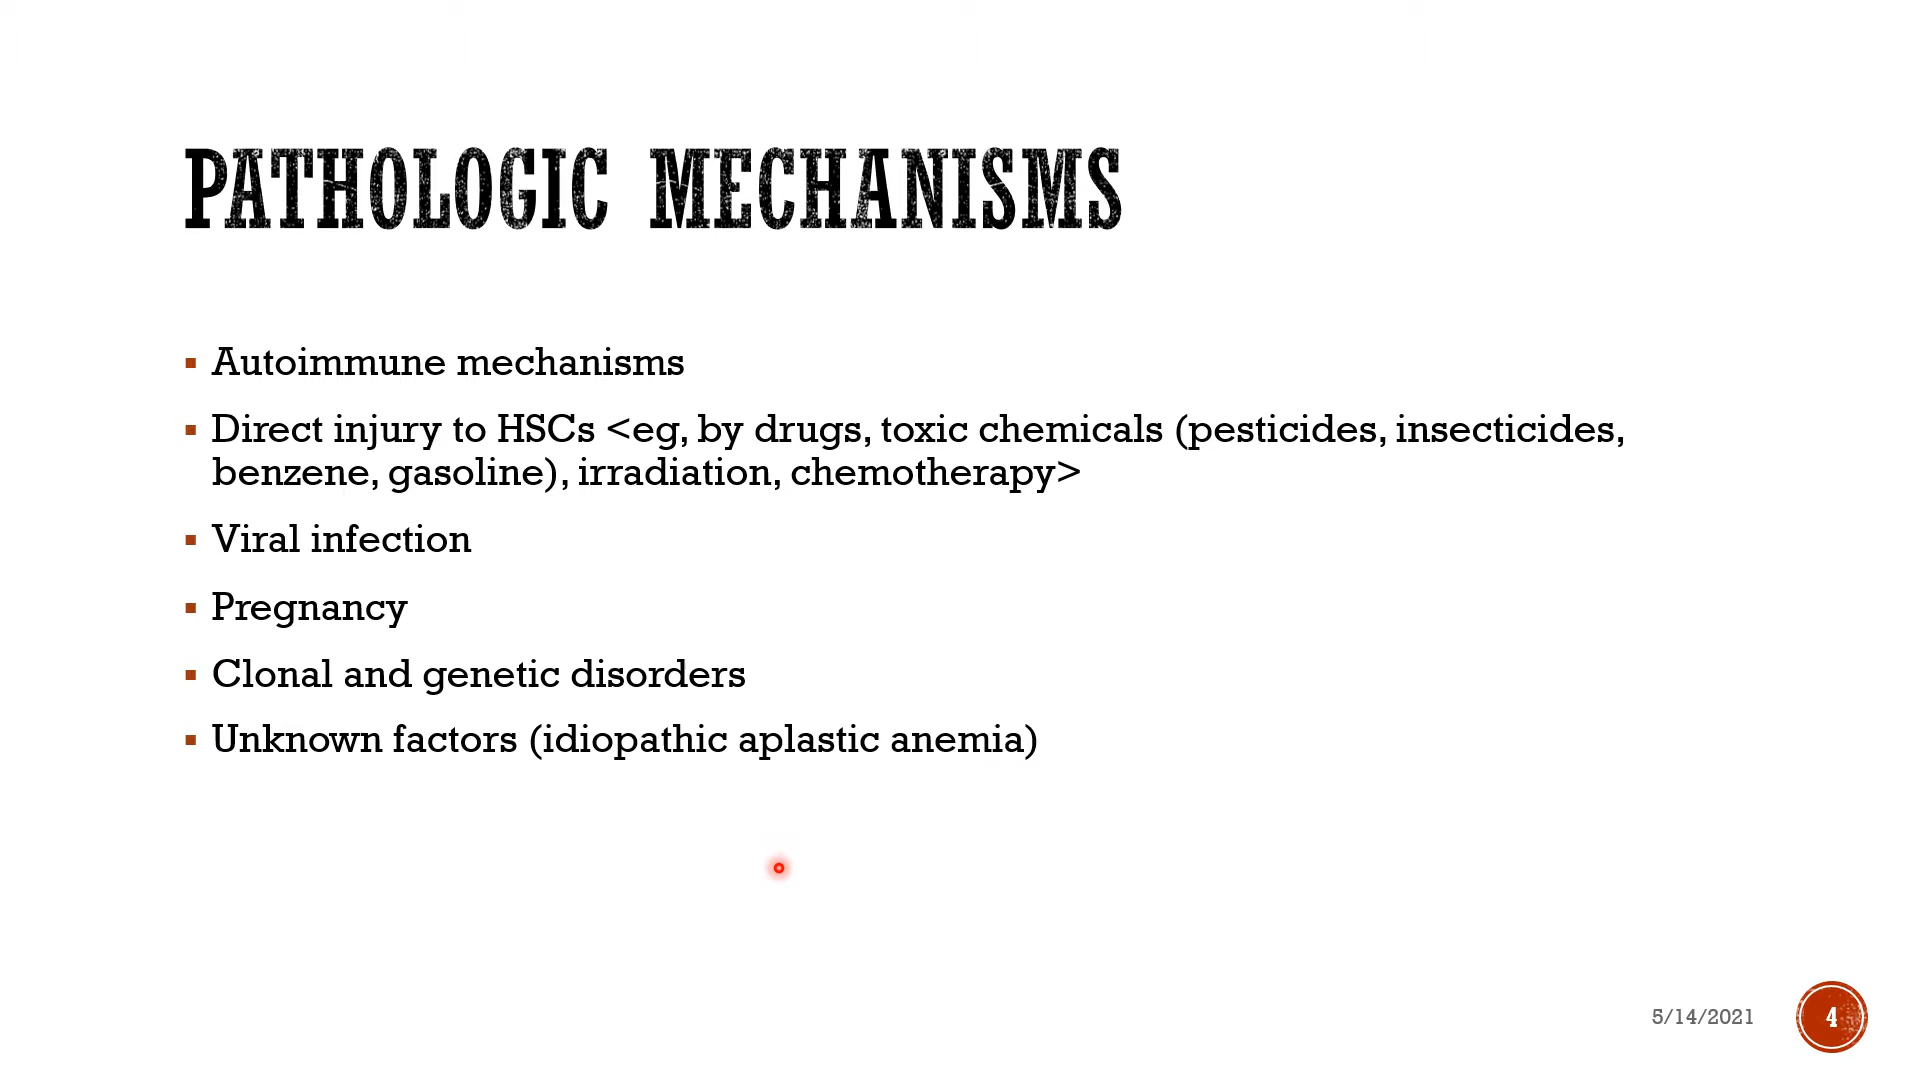 PATHOLOGIC MECHANISMS
▪ Autoimmune mechanisms
▪ Direct injury to HSCs <eg, by drugs, toxic chemicals (pesticides, insecticides,
benzene, gasoline), irradiation, chemotherapy>
▪ Viral infection
▪ Pregnancy
▪ Clonal and genetic disorders
▪ Unknown factors (idiopathic aplastic anemia)
5/14/2021
4